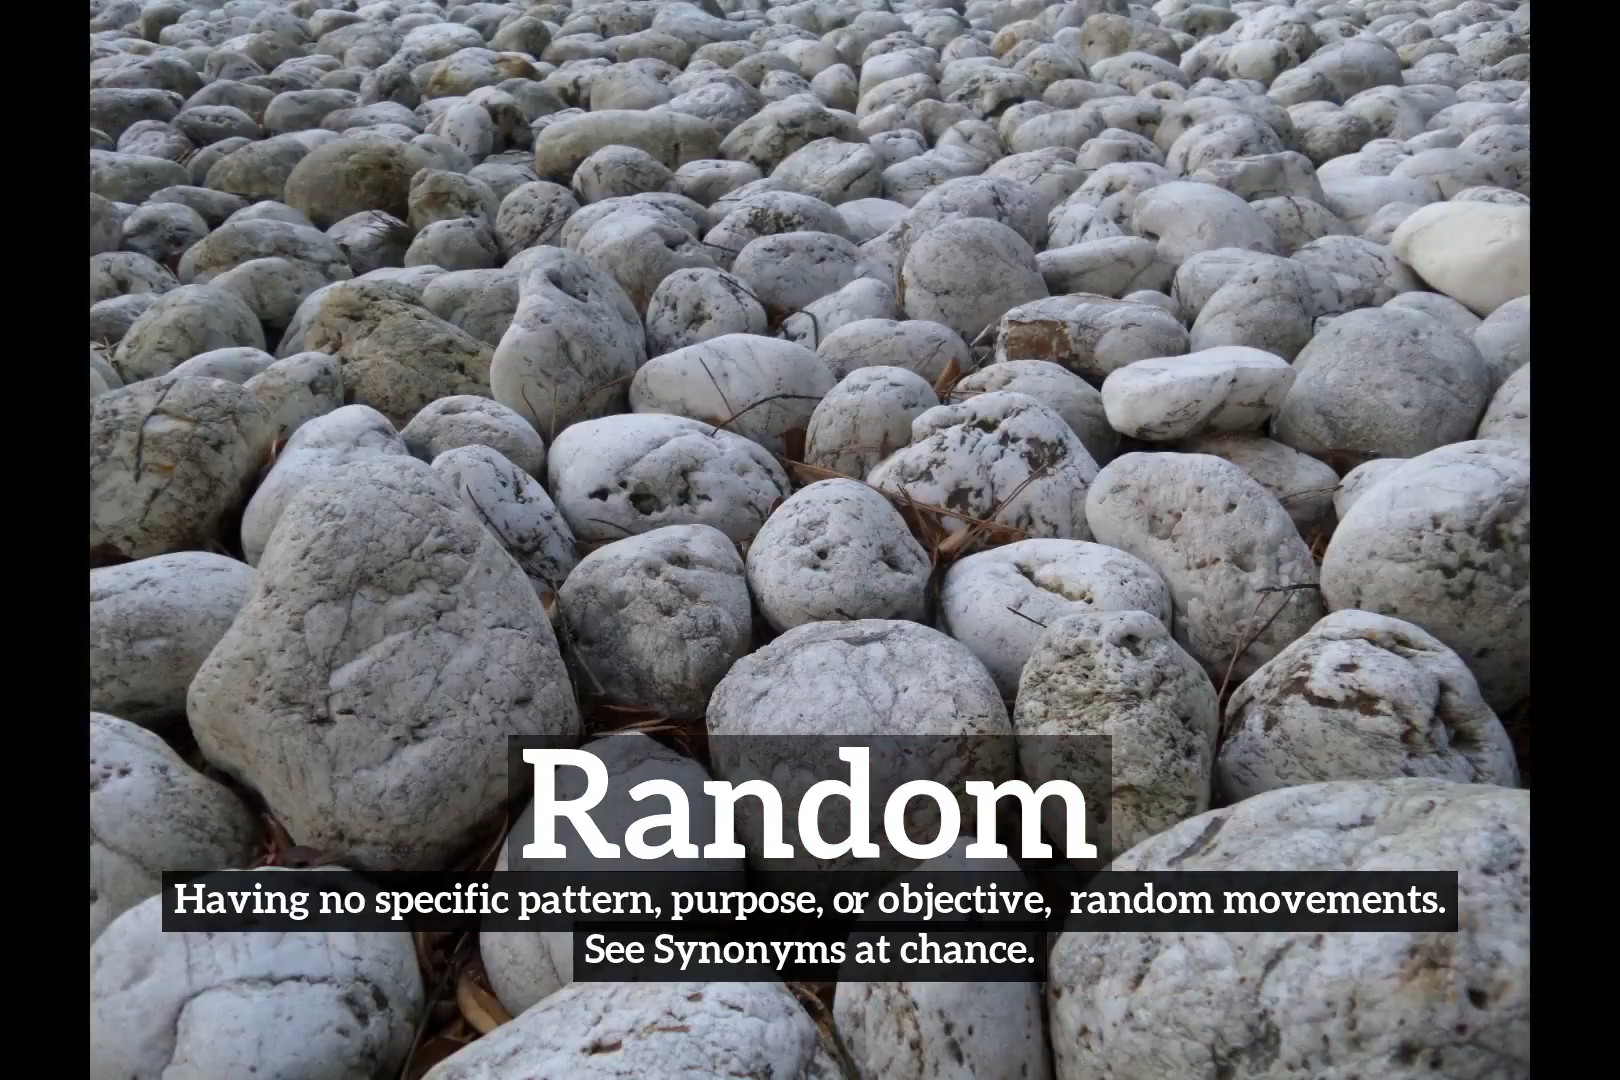 Random
Having no specific pattern, purpose, or objective,  random movements.
See Synonyms at chance.